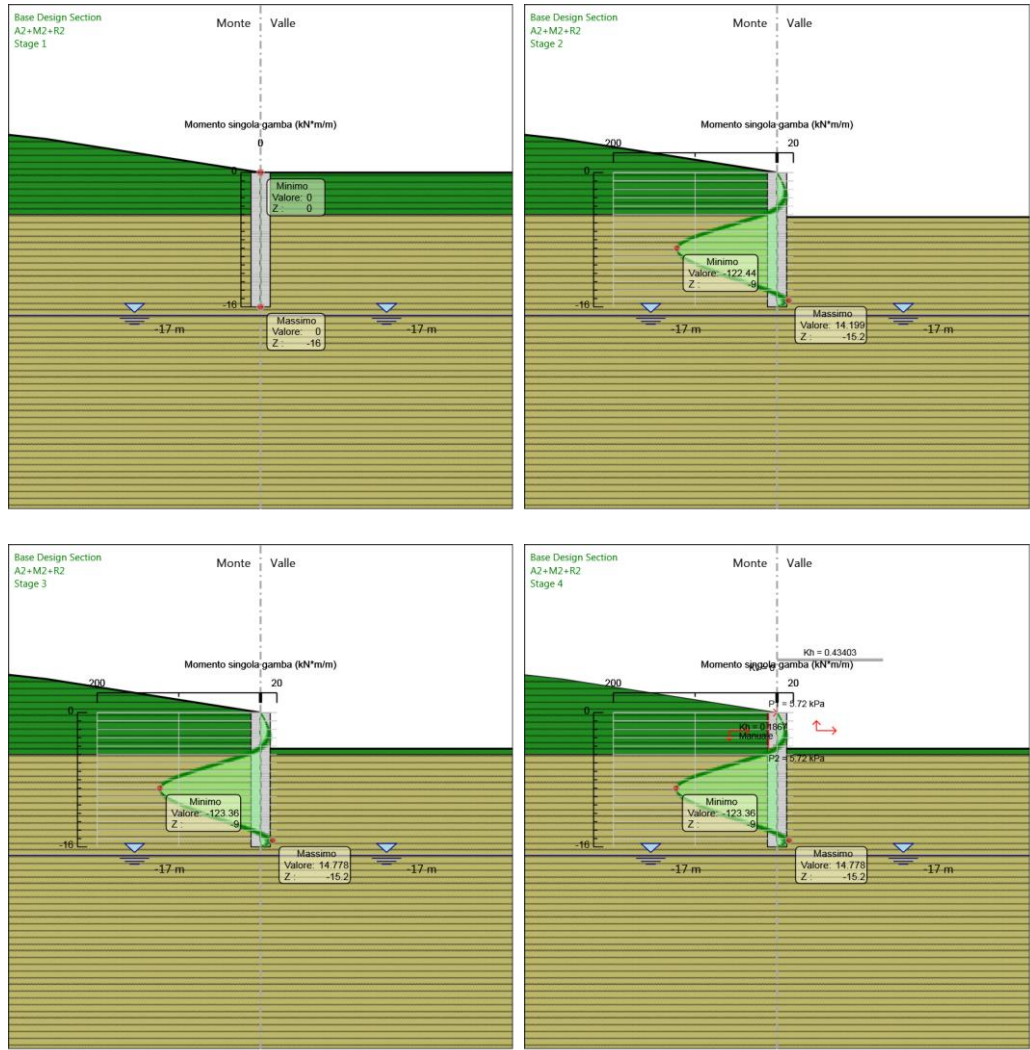 Base Design Section
A2+M2+R2
Stage 1
Monte Valle
Momento singola gamba (kN*m/m)
0
0
Minimo
Valore: 0
Z : 0
-16
-17 m
-17 m
Massimo
Valore: 0
Z : -16
Base Design Section
A2+M2+R2
Stage 2
Monte Valle
Momento singola gamba (kN*m/m)
200 20
0
Minimo
Valore: -122.44
Z : -9
-16
-17 m
-17 m
Massimo
Valore: 14.199
Z : -15.2
Base Design Section
A2+M2+R2
Stage 3
Monte Valle
Momento singola gamba (kN*m/m)
200 20
0
Minimo
Valore: -123.36
Z : -9
-16
-17 m
-17 m
Massimo
Valore: 14.778
Z : -15.2
Base Design Section
A2+M2+R2
Stage 4
Monte Valle
Kh = 0.43403
Momento singola gamba (kN*m/m)
200 20
P1 = 5.72 kPa
0
Manuale
P2 = 5.72 kPa
Minimo
Valore: -123.36
Z : -9
-16
-17 m
-17 m
Massimo
Valore: 14.778
Z : -15.2